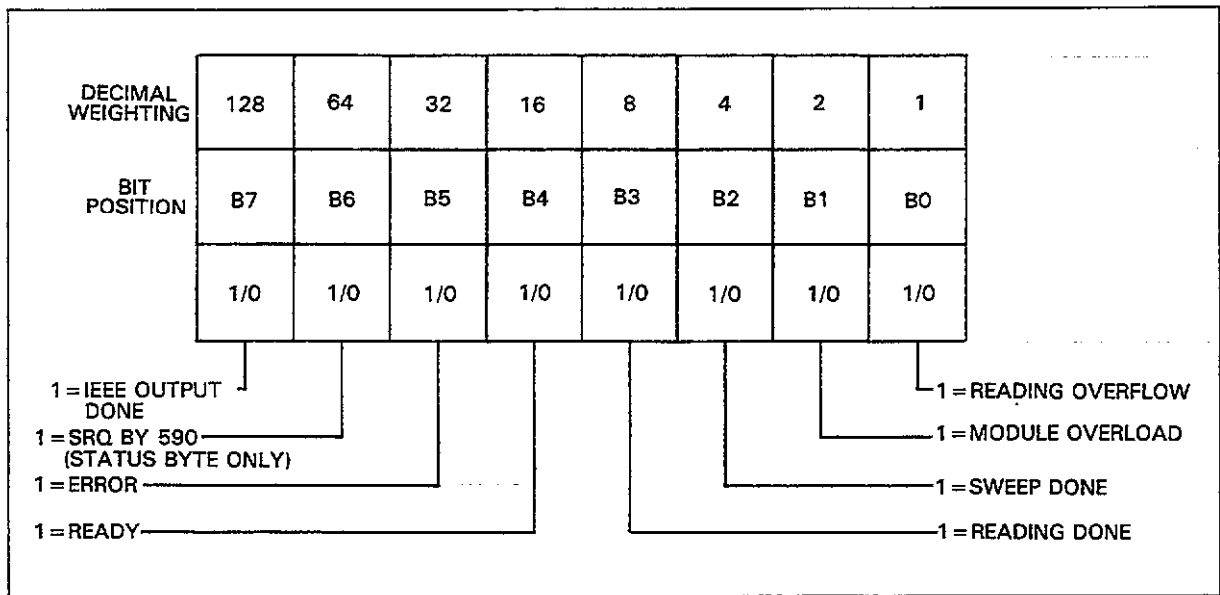 DECIMAL
WEIGHTING
128 64 32 16 8 4 2 1
BIT
POSITION
B7 B6 B5 B4 B3 B2 B1 B0
1/0 1/0 1/0 1/0 1/0 1/0 1/0 1/0
1=IEEE OUTPUT
DONE
1=READING OVERFLOW
1=SRQ BY 590
(STATUS BYTE ONLY)
1=MODULE OVERLOAD
1=ERROR
1=SWEEP DONE
1=READY
1=READING DONE